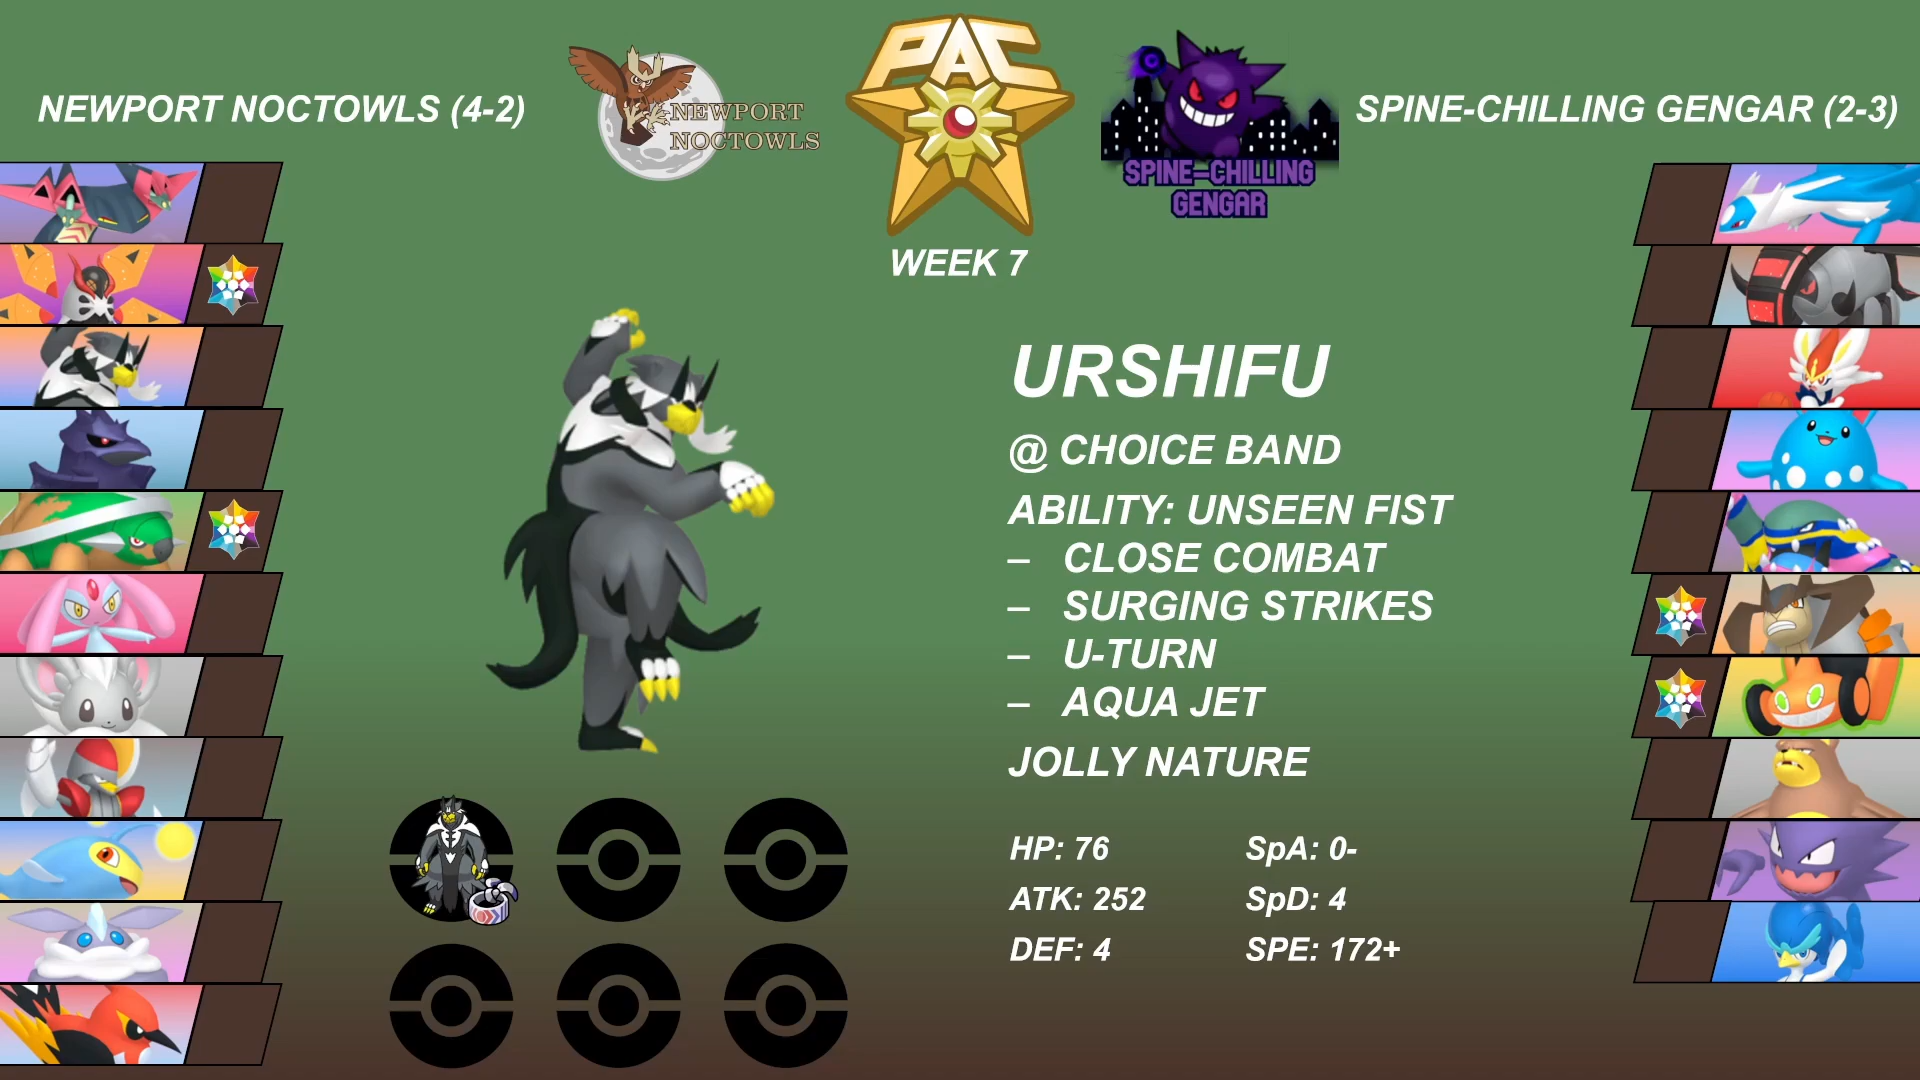 NEWPORT NOCTOWLS (4-2)
NEWPORT
NOCTOWLS
PAC
SPINE-CHILLING
GENGAR
SPINE-CHILLING GENGAR (2-3)
WEEK 7
URSHIFU
@ CHOICE BAND
ABILITY: UNSEEN FIST
– CLOSE COMBAT
– SURGING STRIKES
– U-TURN
– AQUA JET
JOLLY NATURE
HP: 76 SpA: 0-
ATK: 252 SpD: 4
DEF: 4 SPE: 172+